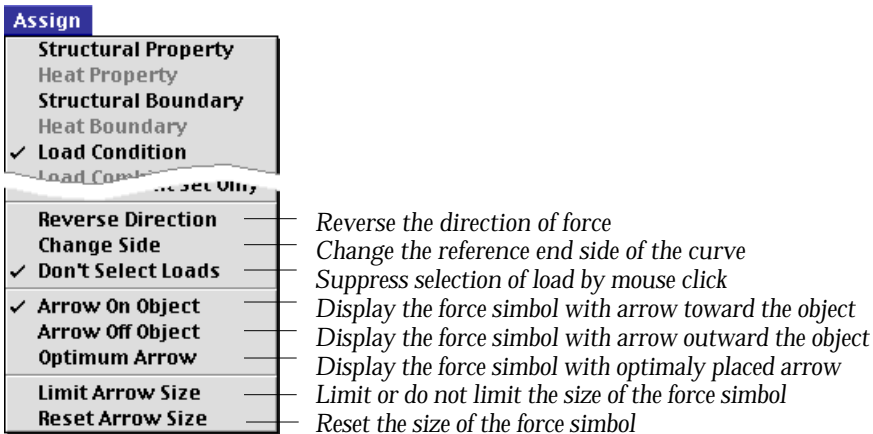 Assign
Structural Property
Heat Property
Structural Boundary
Heat Boundary
✓ Load Condition
Load
Set Only
Reverse Direction Reverse the direction of force
Change Side Change the reference end side of the curve
✓ Don't Select Loads Suppress selection of load by mouse click
✓ Arrow On Object Display the force simbol with arrow toward the object
Arrow Off Object Display the force simbol with arrow outward the object
Optimum Arrow Display the force simbol with optimaly placed arrow
Limit Arrow Size Limit or do not limit the size of the force simbol
Reset Arrow Size Reset the size of the force simbol